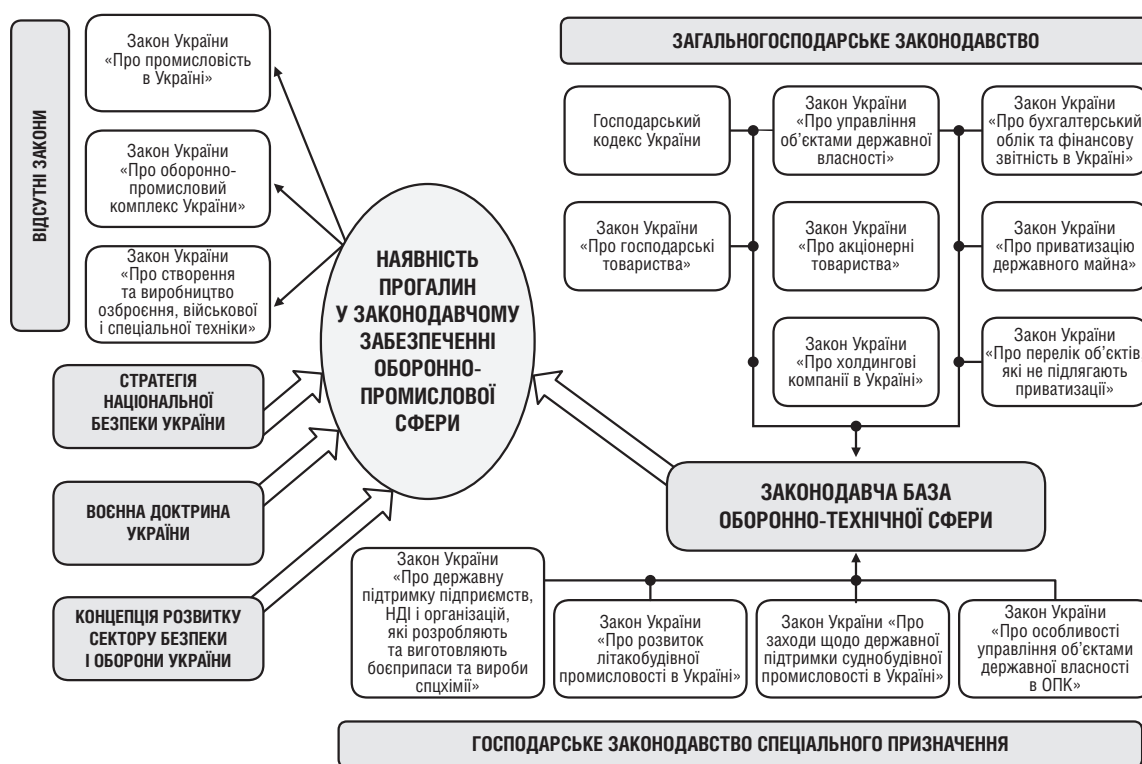 ВІДСУТНІ ЗАКОНИ
Закон України
«Про промисловість
в Україні»
Закон України
«Про оборонно-
промисловий
комплекс України»
Закон України
«Про створення
та виробництво
озброєння, військової
і спеціальної техніки»
СТРАТЕГІЯ
НАЦІОНАЛЬНОЇ
БЕЗПЕКИ УКРАЇНИ
ВОЄННА ДОКТРИНА
УКРАЇНИ
КОНЦЕПЦІЯ РОЗВИТКУ
СЕКТОРУ БЕЗПЕКИ
І ОБОРОНИ УКРАЇНИ
НАЯВНІСТЬ
ПРОГАЛИН
У ЗАКОНОДАВЧОМУ
ЗАБЕЗПЕЧЕННІ
ОБОРОННО-
ПРОМИСЛОВОЇ
СФЕРИ
ЗАГАЛЬНОГОСПОДАРСЬКЕ ЗАКОНОДАВСТВО
Господарський
кодекс України
Закон України
«Про управління
об’єктами державної
власності»
Закон України
«Про бухгалтерський
облік та фінансову
звітність в Україні»
Закон України
«Про господарські
товариства»
Закон України
«Про акціонерні
товариства»
Закон України
«Про приватизацію
державного майна»
Закон України
«Про холдингові
компанії в Україні»
Закон України
«Про перелік об’єктів,
які не підлягають
приватизації»
ЗАКОНОДАВЧА БАЗА
ОБОРОННО-ТЕХНІЧНОЇ СФЕРИ
Закон України
«Про державну
підтримку підприємств,
НДІ і організацій,
які розробляють
та виготовляють
боєприпаси та вироби
спцхімії»
Закон України
«Про розвиток
літакобудівної
промисловості в Україні»
Закон України «Про
заходи щодо державної
підтримки суднобудівної
промисловості в Україні»
Закон України
«Про особливості
управління об’єктами
державної власності
в ОПК»
ГОСПОДАРСЬКЕ ЗАКОНОДАВСТВО СПЕЦІАЛЬНОГО ПРИЗНАЧЕННЯ